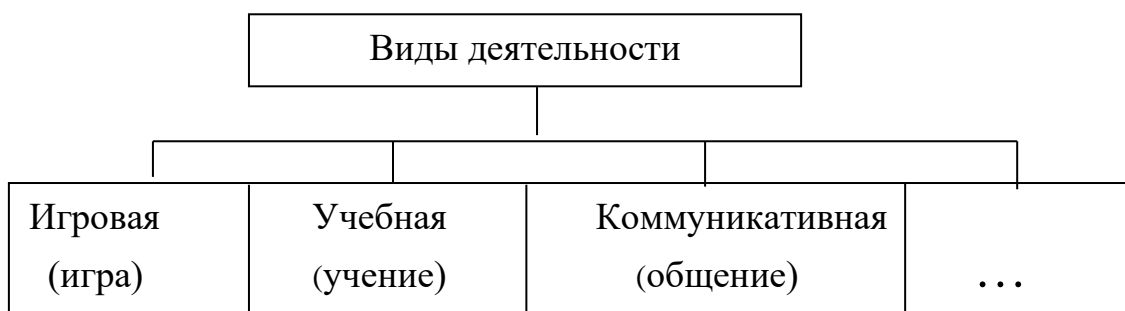 Виды деятельности
Игровая
(игра)
Учебная
(учение)
Коммуникативная
(общение)
...